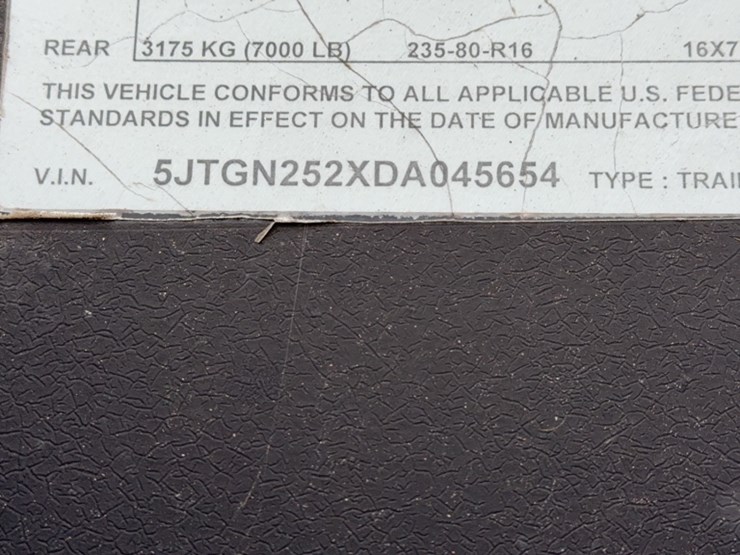 REAR 3175 KG (7000 LB) 235-80-R16 16X7
THIS VEHICLE CONFORMS TO ALL APPLICABLE U.S. FEDE
STANDARDS IN EFFECT ON THE DATE OF MANUFACTURE
V.I.N. 5JTGN252XDA045654 TYPE : TRAI